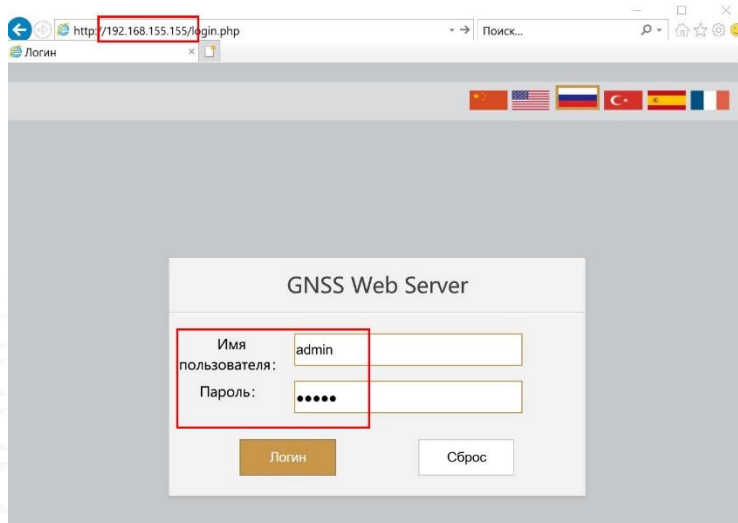 http://192.168.155.155/login.php
Поиск...
Логин
GNSS Web Server
Имя
пользователя:
admin
Пароль:
•••••
Логин
Сброс